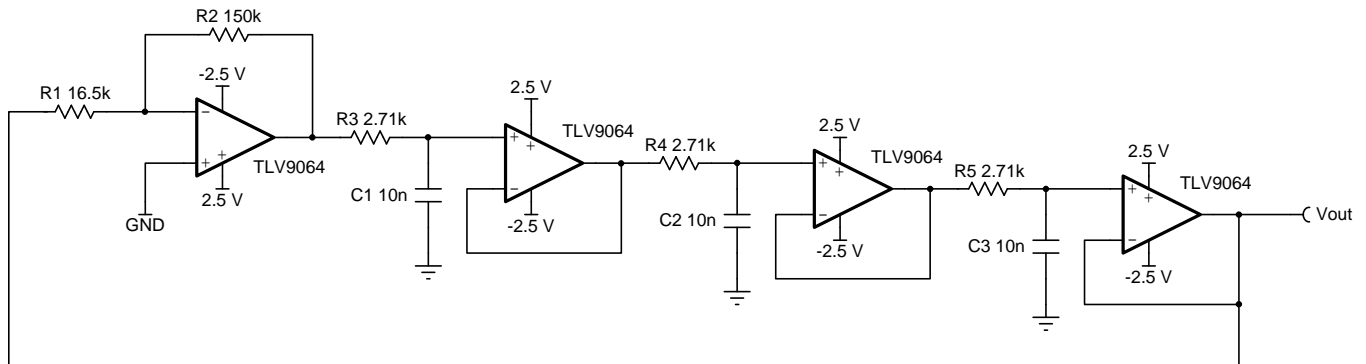 R2 150k
R1 16.5k
-2.5 V
TLV9064
2.5 V
GND
R3 2.71k
C1 10n
2.5 V
TLV9064
-2.5 V
R4 2.71k
C2 10n
2.5 V
TLV9064
-2.5 V
R5 2.71k
C3 10n
2.5 V
TLV9064
-2.5 V
Vout